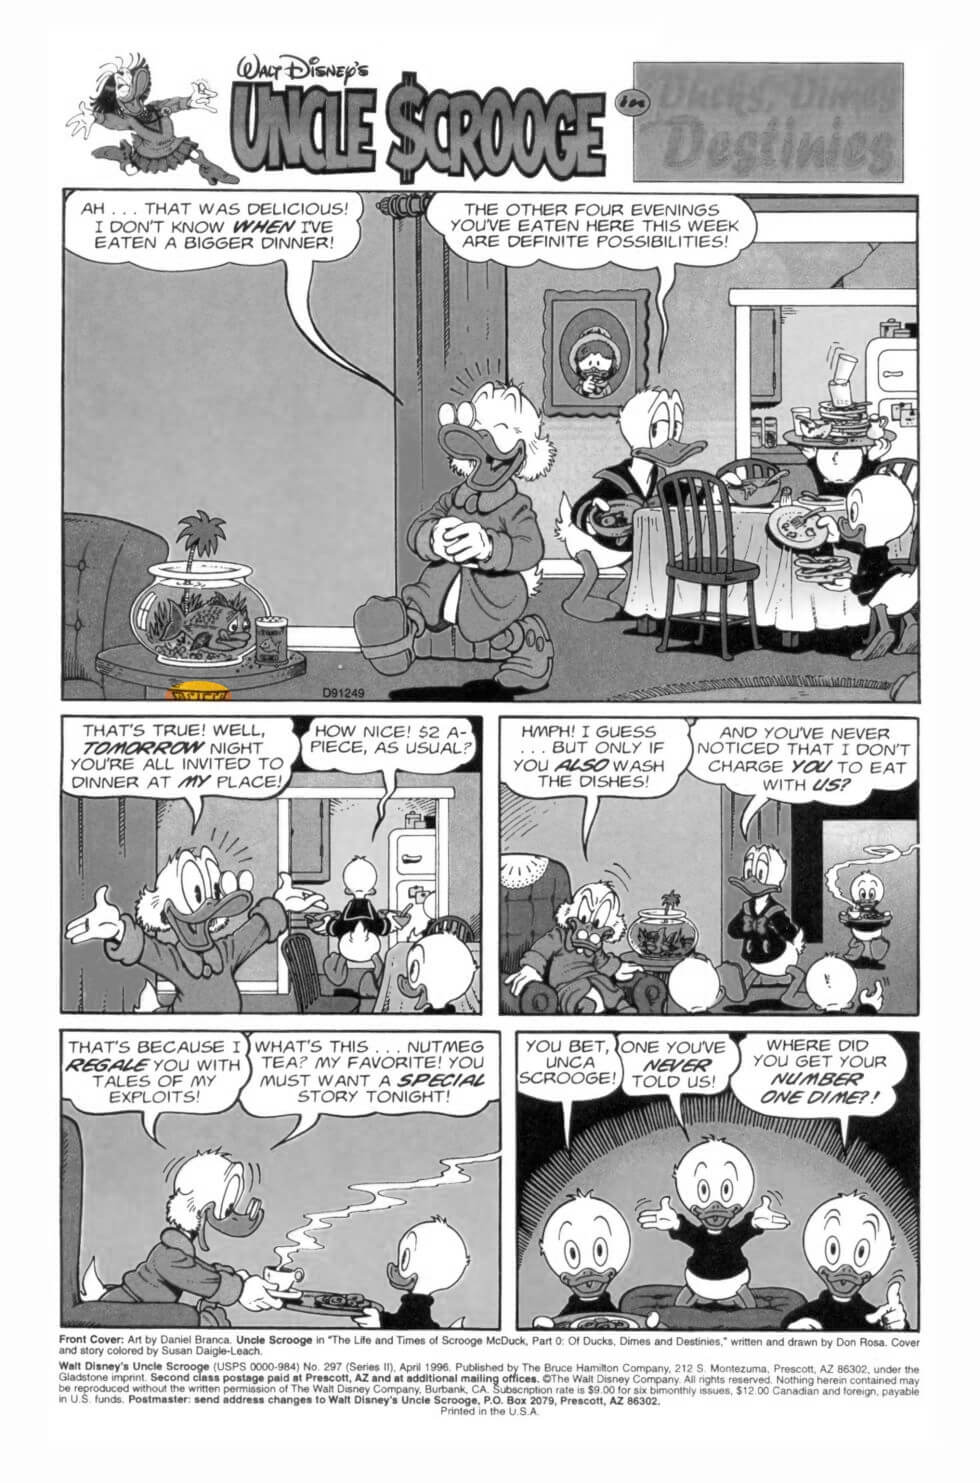 WALT DISNEY'S
UNCLE $CROOGE
in
Ducks, Dimes
Destinies
AH . . . THAT WAS DELICIOUS!
I DON'T KNOW WHEN I'VE
EATEN A BIGGER DINNER!
THE OTHER FOUR EVENINGS
YOU'VE EATEN HERE THIS WEEK
ARE DEFINITE POSSIBILITIES!
D91249
THAT'S TRUE! WELL,
TOMORROW NIGHT
YOU'RE ALL INVITED TO
DINNER AT MY PLACE!
HOW NICE! $2 A-
PIECE, AS USUAL?
HMPH! I GUESS
. . . BUT ONLY IF
YOU ALSO WASH
THE DISHES!
AND YOU'VE NEVER
NOTICED THAT I DON'T
CHARGE YOU TO EAT
WITH US?
THAT'S BECAUSE I
REGALE YOU WITH
TALES OF MY
EXPLOITS!
WHAT'S THIS . . . NUTMEG
TEA? MY FAVORITE! YOU
MUST WANT A SPECIAL
STORY TONIGHT!
YOU BET,
UNCA
SCROOGE!
ONE YOU'VE
NEVER
TOLD US!
WHERE DID
YOU GET YOUR
NUMBER
ONE DIME?!
Front Cover: Art by Daniel Branca. Uncle Scrooge in "The Life and Times of Scrooge McDuck, Part 0: Of Ducks, Dimes and Destinies," written and drawn by Don Rosa. Cover
and story colored by Susan Daigle-Leach.
Walt Disney's Uncle Scrooge (USPS 0000-984) No. 297 (Series II), April 1996. Published by The Bruce Hamilton Company, 212 S. Montezuma, Prescott, AZ 86302, under the
Gladstone imprint. Second class postage paid at Prescott, AZ and at additional mailing offices. ©The Walt Disney Company. All rights reserved. Nothing herein contained may
be reproduced without the written permission of The Walt Disney Company, Burbank, CA. Subscription rate is $9.00 for six bimonthly issues, $12.00 Canadian and foreign, payable
in U.S. funds. Postmaster: send address changes to Walt Disney's Uncle Scrooge, P.O. Box 2079, Prescott, AZ 86302.
Printed in the U.S.A.